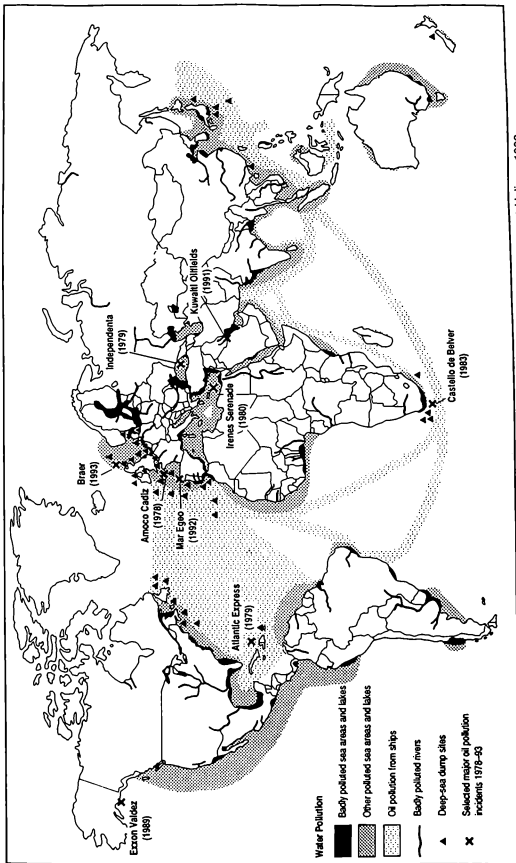 Exxon Valdez
(1989)
Atlantic Express
(1979)
Braer
(1993)
Amoco Cadiz
(1978)
Mar Egeo
(1992)
Independenta
(1979)
Irenes Serenade
(1980)
Kuwaiti Oilfields
(1991)
Castello de Belver
(1983)
Water Pollution
Badly polluted sea areas and lakes
Other polluted sea areas and lakes
Oil pollution from ships
Badly polluted rivers
Deep-sea dump sites
Selected major oil pollution
incidents 1978-93